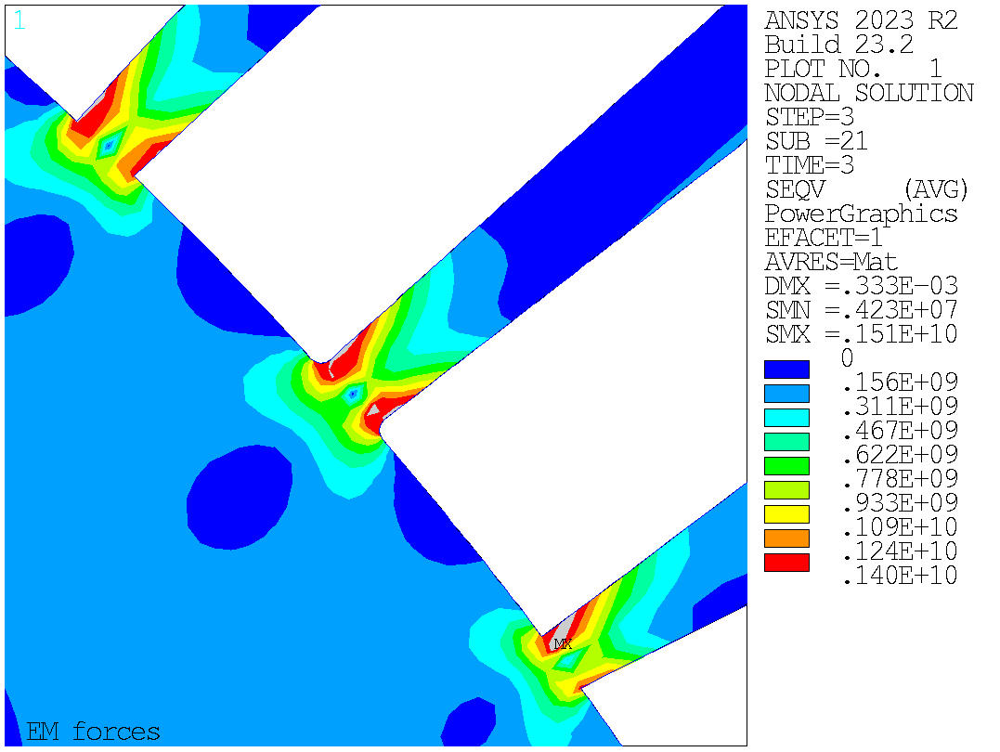 1
ANSYS 2023 R2
Build 23.2
PLOT NO. 1
NODAL SOLUTION
STEP=3
SUB =21
TIME=3
SEQV (AVG)
PowerGraphics
EFACET=1
AVRES=Mat
DMX =.333E-03
SMN =.423E+07
SMX =.151E+10
0
.156E+09
.311E+09
.467E+09
.622E+09
.778E+09
.933E+09
.109E+10
.124E+10
.140E+10
MX
EM forces